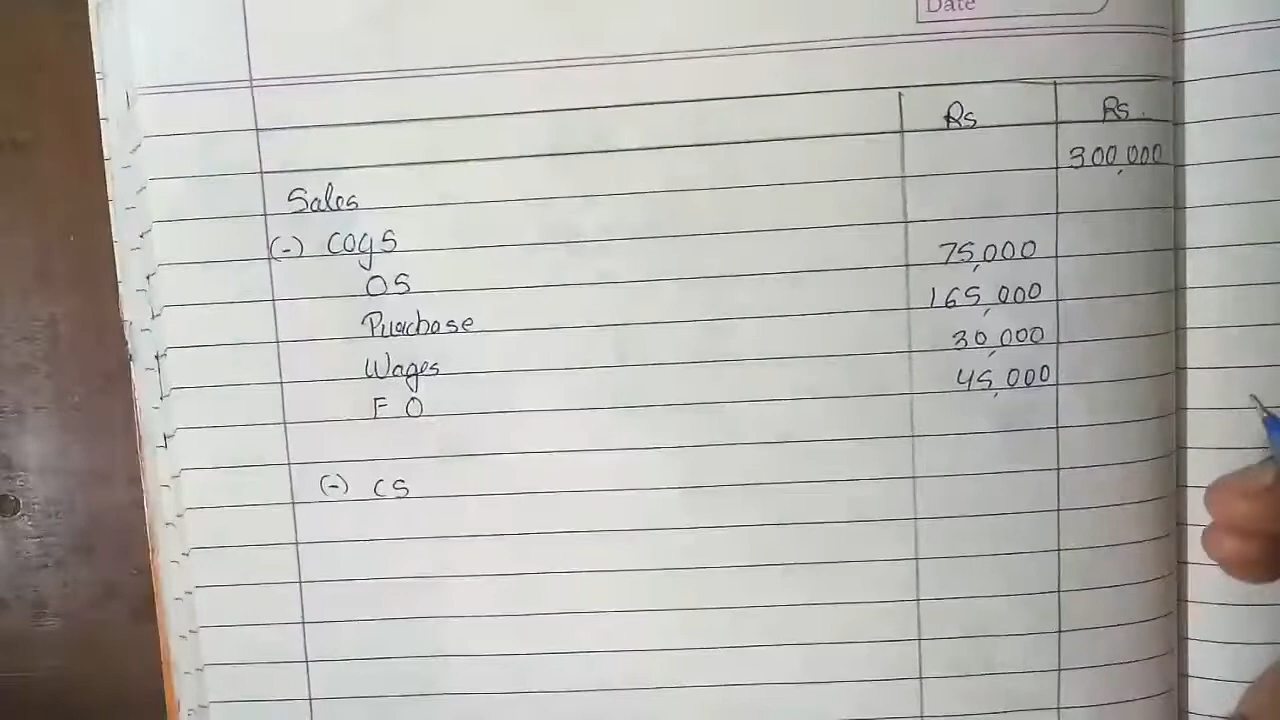 Date
Rs Rs.
Sales 300,000
(-) COGS
OS 75,000
Purchase 165,000
Wages 30,000
F O 45,000
(-) CS